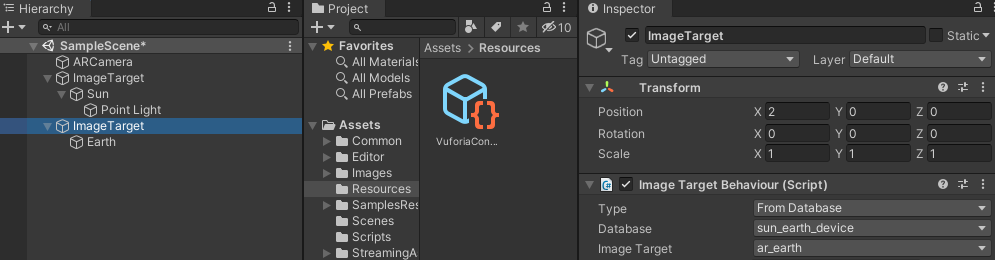 Hierarchy
All
SampleScene*
ARCamera
ImageTarget
Sun
Point Light
ImageTarget
Earth
Project
10
Favorites
All Materials
All Models
All Prefabs
Assets
Common
Editor
Images
Resources
SamplesRes
Scenes
Scripts
StreamingA
Assets > Resources
VuforiaCon...
Inspector
ImageTarget Static
Tag Untagged Layer Default
Transform
Position X 2 Y 0 Z 0
Rotation X 0 Y 0 Z 0
Scale X 1 Y 1 Z 1
Image Target Behaviour (Script)
Type From Database
Database sun_earth_device
Image Target ar_earth